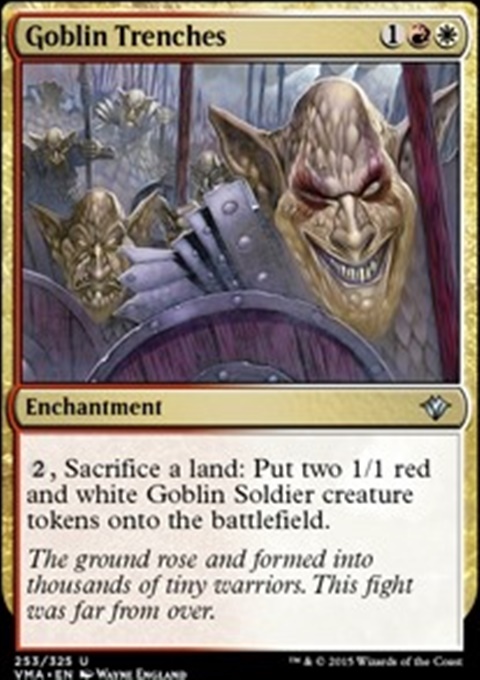 Goblin Trenches 1
Enchantment
2, Sacrifice a land: Put two 1/1 red
and white Goblin Soldier creature
tokens onto the battlefield.
The ground rose and formed into
thousands of tiny warriors. This fight
was far from over.
253/325 U
VMA • EN Wayne England
™ & © 2015 Wizards of the Coast